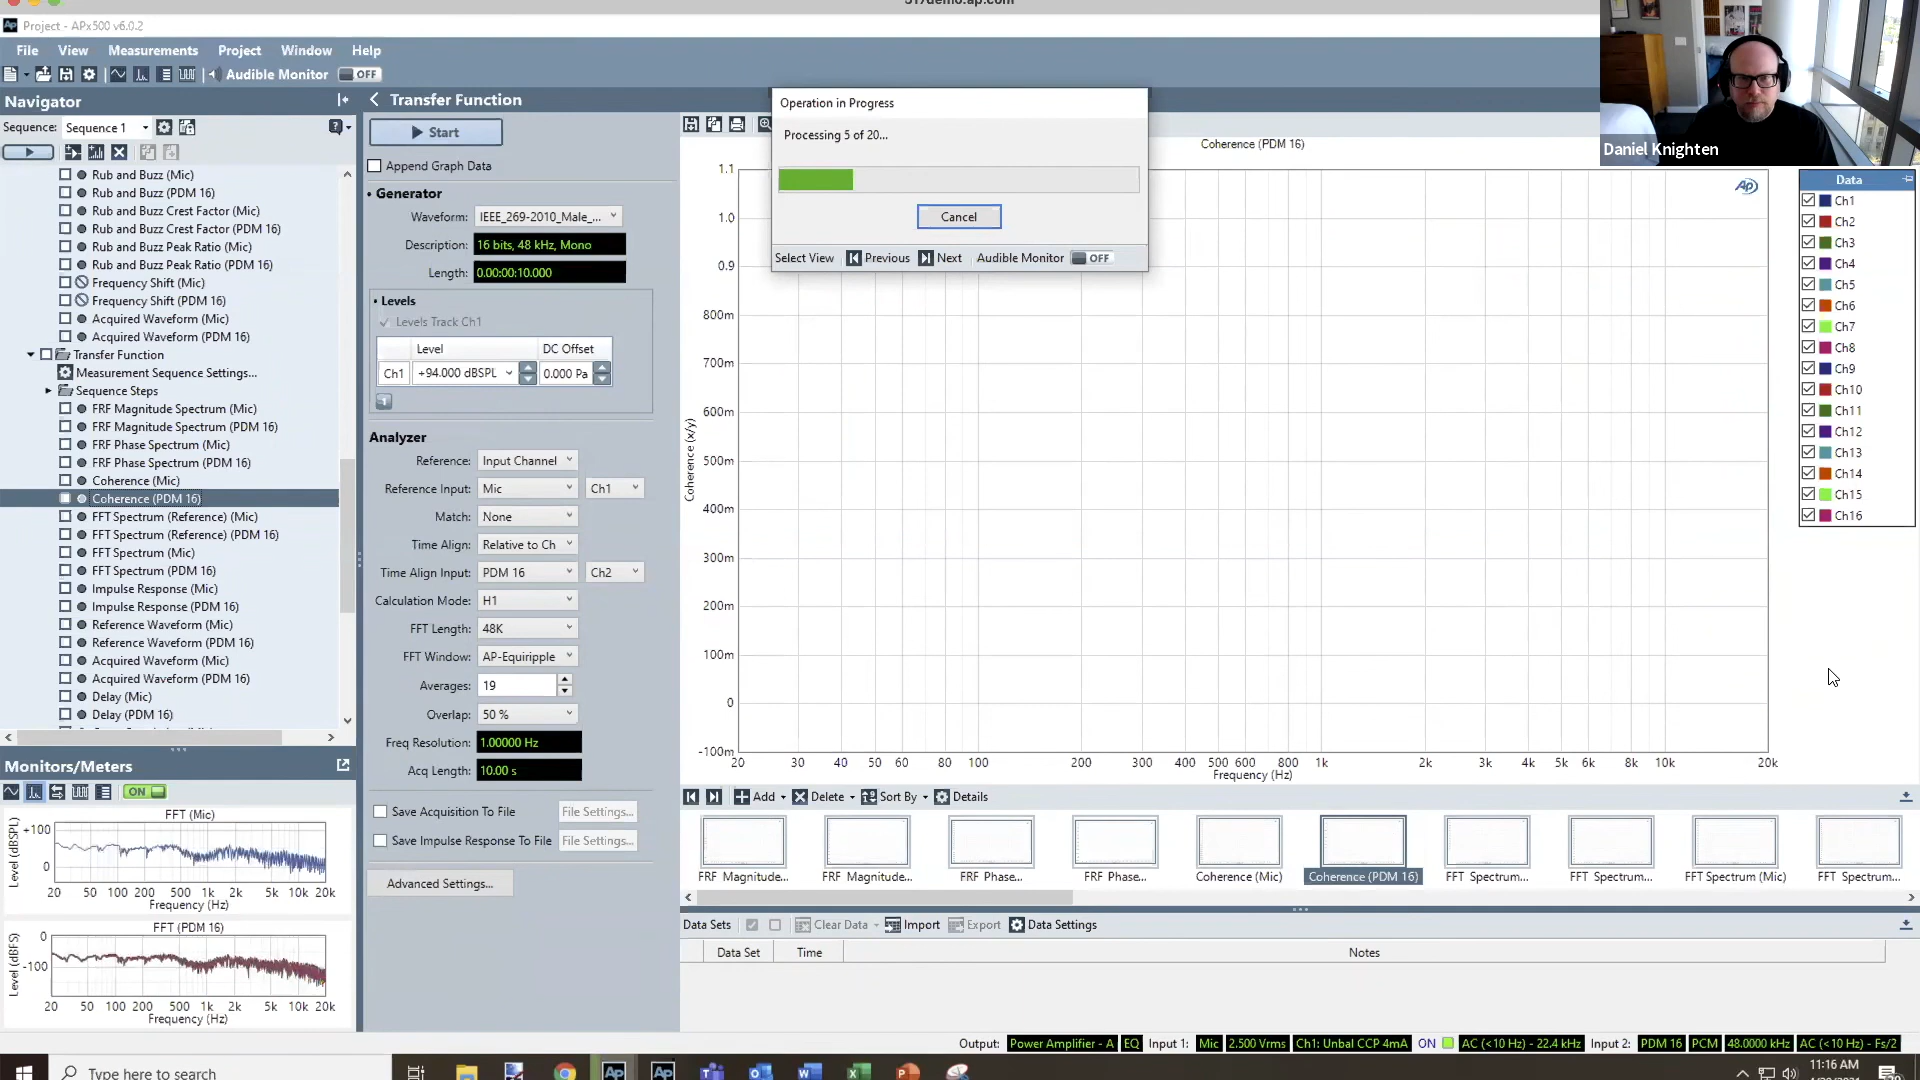 517demo.ap.com
Project - APx500 v6.0.2
File View Measurements Project Window Help
Audible Monitor OFF
Navigator
Sequence: Sequence 1
Rub and Buzz (Mic)
Rub and Buzz (PDM 16)
Rub and Buzz Crest Factor (Mic)
Rub and Buzz Crest Factor (PDM 16)
Rub and Buzz Peak Ratio (Mic)
Rub and Buzz Peak Ratio (PDM 16)
Frequency Shift (Mic)
Frequency Shift (PDM 16)
Acquired Waveform (Mic)
Acquired Waveform (PDM 16)
Transfer Function
Measurement Sequence Settings...
Sequence Steps
FRF Magnitude Spectrum (Mic)
FRF Magnitude Spectrum (PDM 16)
FRF Phase Spectrum (Mic)
FRF Phase Spectrum (PDM 16)
Coherence (Mic)
Coherence (PDM 16)
FFT Spectrum (Reference) (Mic)
FFT Spectrum (Reference) (PDM 16)
FFT Spectrum (Mic)
FFT Spectrum (PDM 16)
Impulse Response (Mic)
Impulse Response (PDM 16)
Reference Waveform (Mic)
Reference Waveform (PDM 16)
Acquired Waveform (Mic)
Acquired Waveform (PDM 16)
Delay (Mic)
Delay (PDM 16)
Monitors/Meters
ON
FFT (Mic)
Level (dBSPL)
+100
0
20 50 100 200 500 1k 2k 5k 10k 20k
Frequency (Hz)
FFT (PDM 16)
Level (dBFS)
0
-100
20 50 100 200 500 1k 2k 5k 10k 20k
Frequency (Hz)
Transfer Function
Start
Append Graph Data
Generator
Waveform: IEEE_269-2010_Male_...
Description: 16 bits, 48 kHz, Mono
Length: 0.00:00:10.000
Levels
Levels Track Ch1
Level DC Offset
Ch1 +94.000 dBSPL 0.000 Pa
Analyzer
Reference: Input Channel
Reference Input: Mic Ch1
Match: None
Time Align: Relative to Ch
Time Align Input: PDM 16 Ch2
Calculation Mode: H1
FFT Length: 48K
FFT Window: AP-Equiripple
Averages: 19
Overlap: 50 %
Freq Resolution: 1.00000 Hz
Acq Length: 10.00 s
Save Acquisition To File File Settings...
Save Impulse Response To File File Settings...
Advanced Settings...
Operation in Progress
Processing 5 of 20...
Cancel
Select View Previous Next Audible Monitor OFF
Coherence (PDM 16)
Coherence (x/y)
1.1
1.0
0.9
800m
700m
600m
500m
400m
300m
200m
100m
0
-100m
20 30 40 50 60 80 100 200 300 400 500 600 800 1k 2k 3k 4k 5k 6k 8k 10k 20k
Frequency (Hz)
AP
Daniel Knighten
Data
Ch1
Ch2
Ch3
Ch4
Ch5
Ch6
Ch7
Ch8
Ch9
Ch10
Ch11
Ch12
Ch13
Ch14
Ch15
Ch16
Add Delete Sort By Details
FRF Magnitude... FRF Magnitude... FRF Phase... FRF Phase... Coherence (Mic) Coherence (PDM 16) FFT Spectrum... FFT Spectrum... FFT Spectrum (Mic) FFT Spectrum...
Data Sets Clear Data Import Export Data Settings
Data Set Time Notes
Output: Power Amplifier - A EQ Input 1: Mic 2.500 Vrms Ch1: Unbal CCP 4mA ON AC (<10 Hz) - 22.4 kHz Input 2: PDM 16 PCM 48.0000 kHz AC (<10 Hz) - Fs/2
Type here to search
11:16 AM